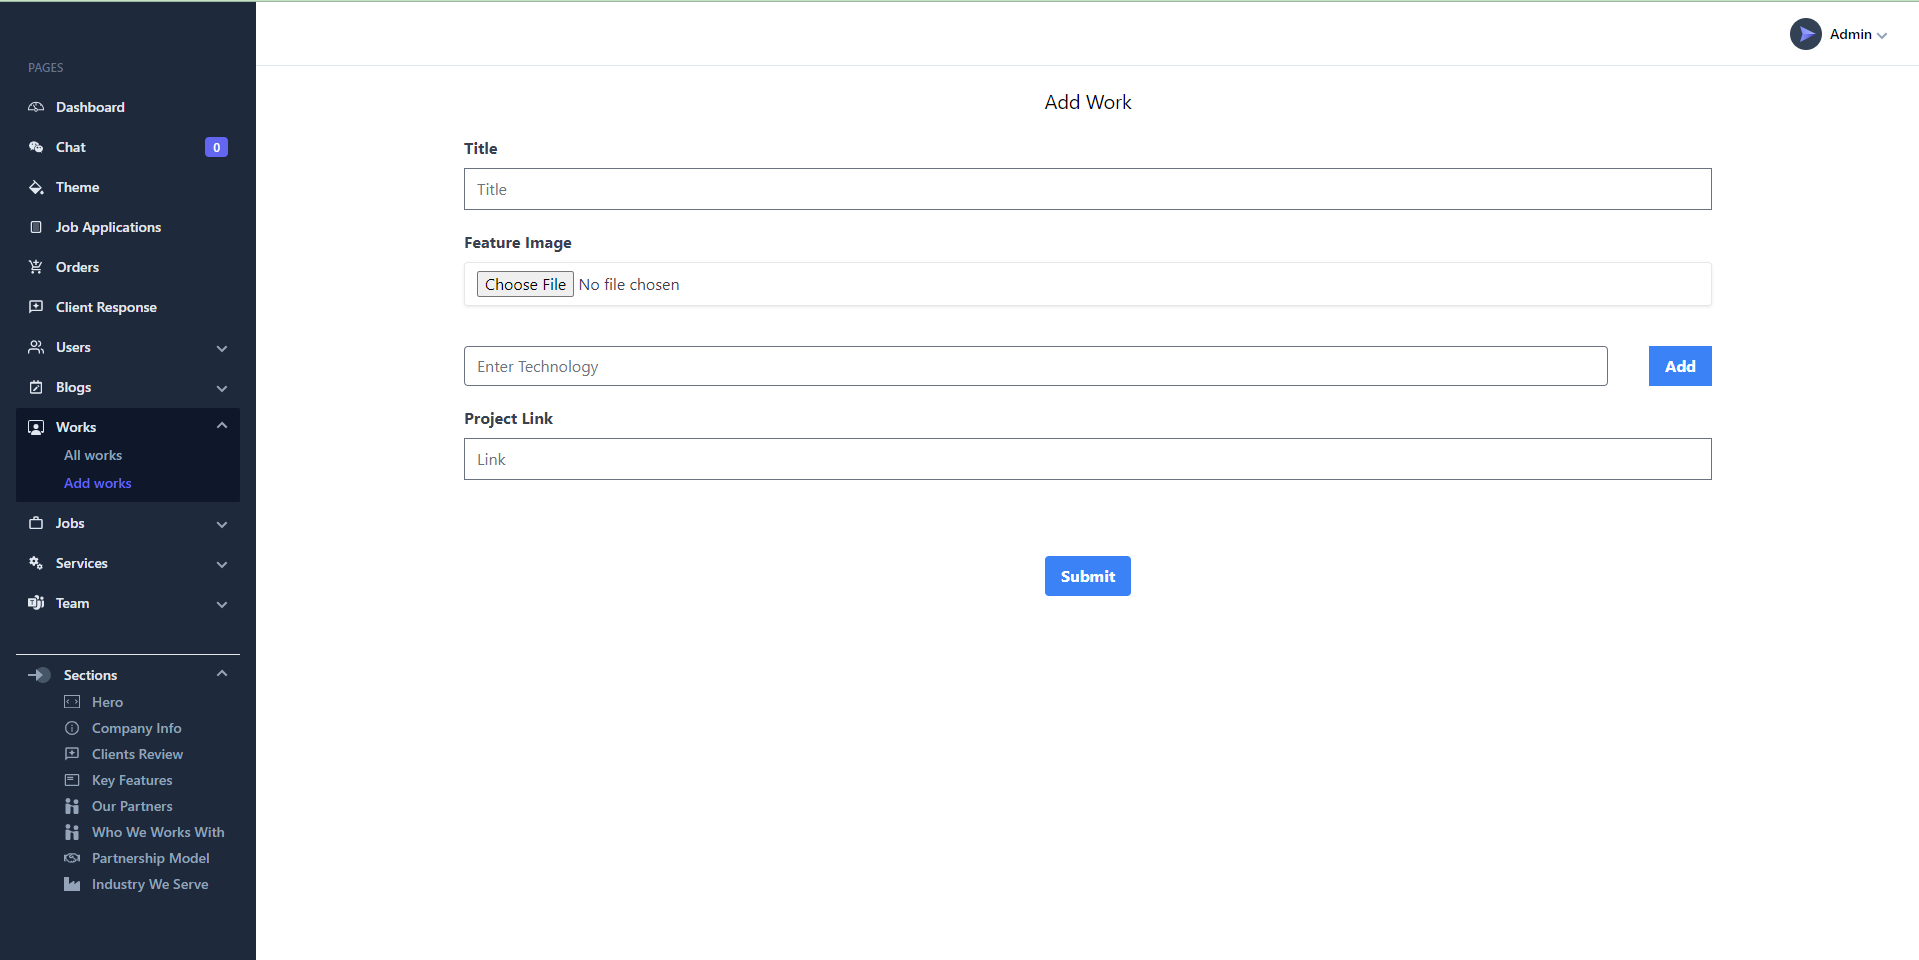 Admin
PAGES
Dashboard
Chat 0
Theme
Job Applications
Orders
Client Response
Users
Blogs
Works
All works
Add works
Jobs
Services
Team
Sections
Hero
Company Info
Clients Review
Key Features
Our Partners
Who We Works With
Partnership Model
Industry We Serve
Add Work
Title
Title
Feature Image
Choose File No file chosen
Enter Technology Add
Project Link
Link
Submit